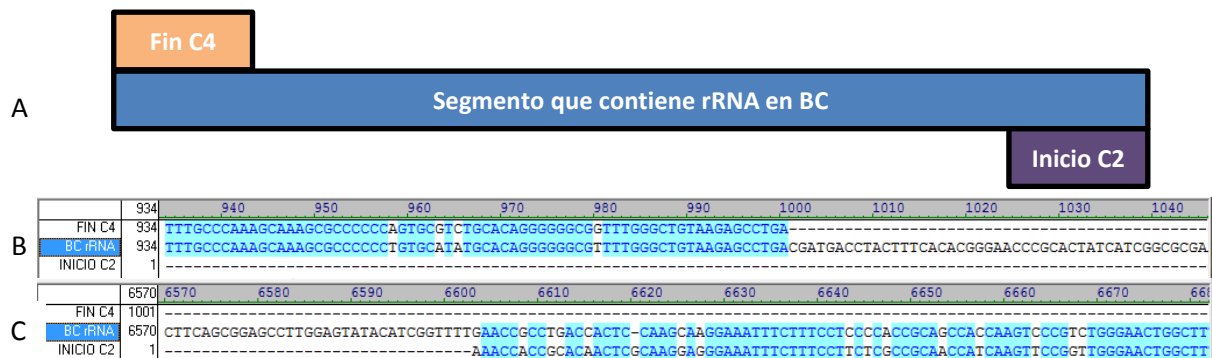 Fin C4
A
Segmento que contiene rRNA en BC
Inicio C2
934 940 950 960 970 980 990 1000 1010 1020 1030 1040
FIN C4 934 TTTGCCCAAAGCAAAGCGCCCCCCAGTGCGTCTGCACAGGGGGGCGGTTTGGGCTGTAAGAGCCTGA---------------------------------------------
B BC rRNA 934 TTTGCCCAAAGCAAAGCGCCCCCCTGTGCATATGCACAGGGGGGCGTTTTGGGCTGTAAGAGCCTGACGATGACCTACTTTCACACGGGAACCCGCACTATCATCGGCGCGA
INICIO C2 1 ----------------------------------------------------------------------------------------------------------------
6570 6570 6580 6590 6600 6610 6620 6630 6640 6650 6660 6670
FIN C4 1001 ----------------------------------------------------------------------------------------------------------------
C BC rRNA 6570 CTTCAGCGGAGCCTTGGAGTATACATCGGTTTTGAACCGCCTGACCACTC-CAAGCAAGGAAATTTCTTTCCTCCCCACCGCAGCCACCAAGTCCCGTCTGGGAACTGGCTT
INICIO C2 1 ---------------------------------AAACCACCGCACAACTCGCAAGGAGGGAAATTTCTTTCCTTCTCGCCGCAACCATCAAGTTCCGGTTGGGAACTGGCTT